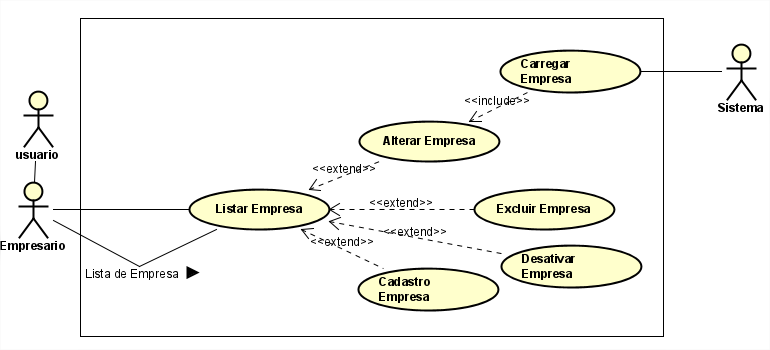 Carregar
Empresa
Sistema
<<include>>
usuario
Alterar Empresa
<<extend>>
Listar Empresa
<<extend>>
Excluir Empresa
Empresario
<<extend>>
<<extend>>
Lista de Empresa
Desativar
Empresa
Cadastro
Empresa